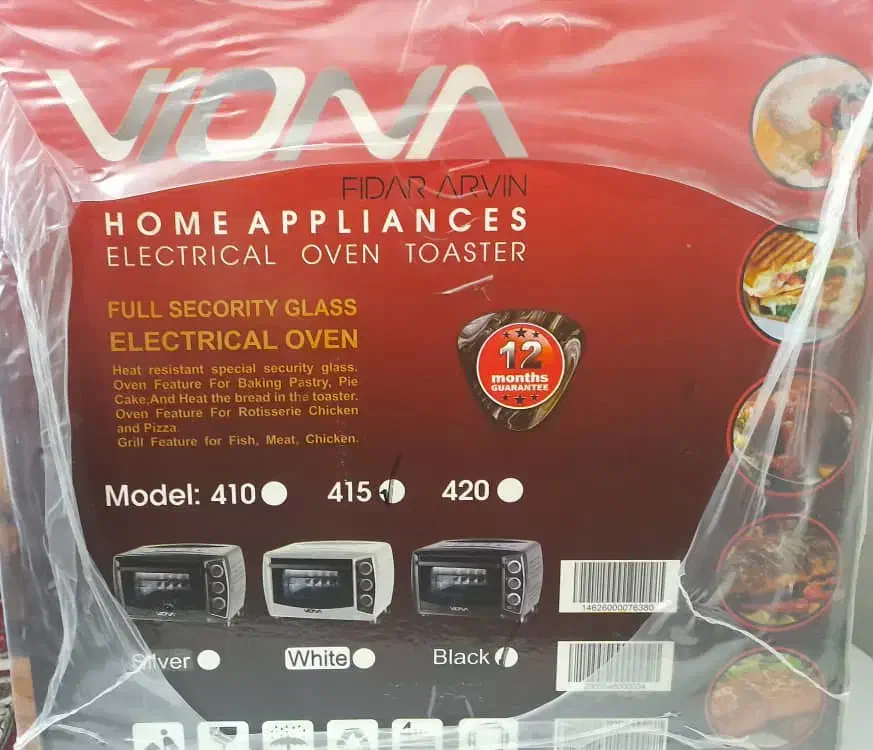 VIONA
FIDAR ARVIN
HOME APPLIANCES
ELECTRICAL OVEN TOASTER
FULL SECORITY GLASS
ELECTRICAL OVEN
Heat resistant special security glass.
Oven Feature For Baking Pastry, Pie
Cake,And Heat the bread in the toaster.
Oven Feature For Rotisserie Chicken
and Pizza.
Grill Feature for Fish, Meat, Chicken.
12
months
GUARANTEE
Model: 410 415 420
VIONA VIONA
14626000076380
Silver White Black